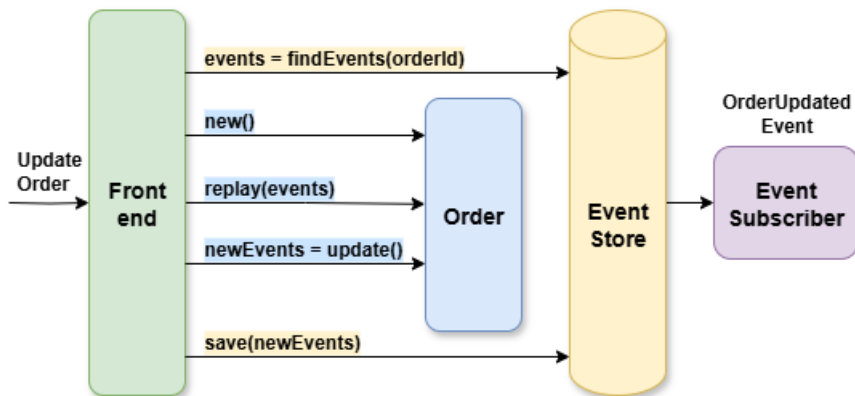 events = findEvents(orderId)
new()
OrderUpdated
Event
Update
Order
Front
end
replay(events)
Order
Event
Store
Event
Subscriber
newEvents = update()
save(newEvents)